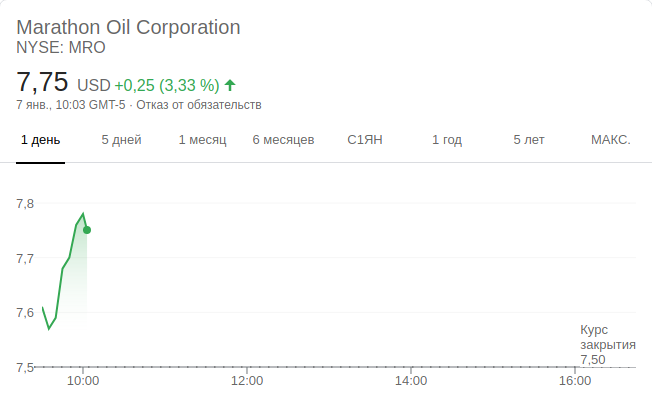 Marathon Oil Corporation
NYSE: MRO
7,75 USD +0,25 (3,33 %)
7 янв., 10:03 GMT-5 · Отказ от обязательств
1 день 5 дней 1 месяц 6 месяцев С1ЯН 1 год 5 лет МАКС.
7,8
7,7
7,6
Курс
закрытия
7,50
7,5
10:00 12:00 14:00 16:00